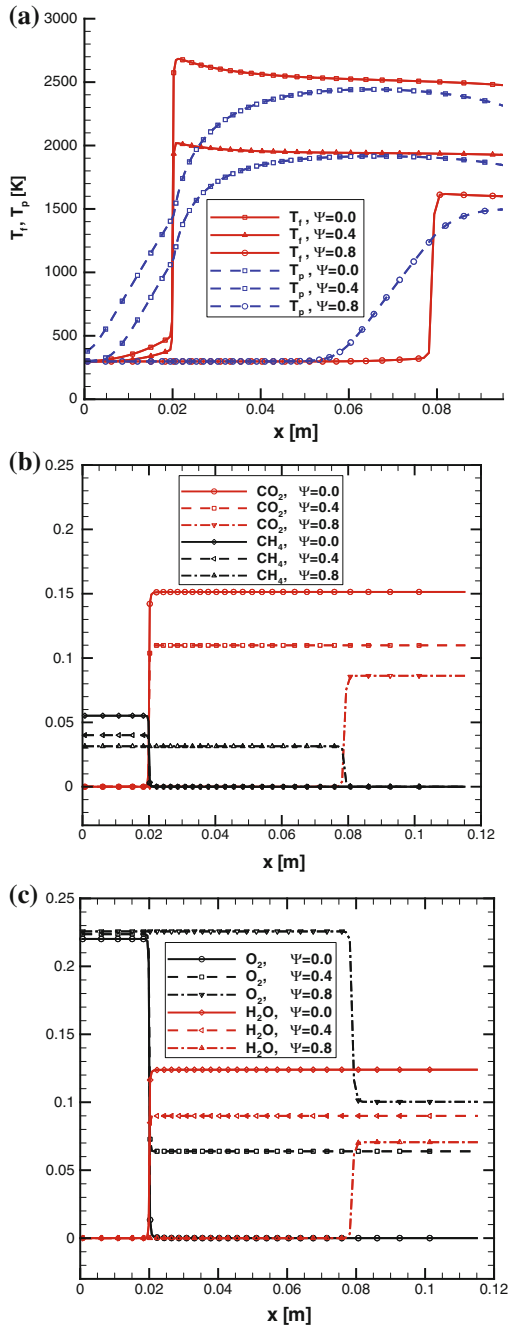 (a)
3000
2500
2000
1500
1000
500
0
T_f, T_p [K]
T_f, Ψ=0.0
T_f, Ψ=0.4
T_f, Ψ=0.8
T_p, Ψ=0.0
T_p, Ψ=0.4
T_p, Ψ=0.8
0 0.02 0.04 0.06 0.08
x [m]
(b)
0.25
0.2
0.15
0.1
0.05
0
CO₂, Ψ=0.0
CO₂, Ψ=0.4
CO₂, Ψ=0.8
CH₄, Ψ=0.0
CH₄, Ψ=0.4
CH₄, Ψ=0.8
0 0.02 0.04 0.06 0.08 0.1 0.12
x [m]
(c)
0.25
0.2
0.15
0.1
0.05
0
O₂, Ψ=0.0
O₂, Ψ=0.4
O₂, Ψ=0.8
H₂O, Ψ=0.0
H₂O, Ψ=0.4
H₂O, Ψ=0.8
0 0.02 0.04 0.06 0.08 0.1 0.12
x [m]